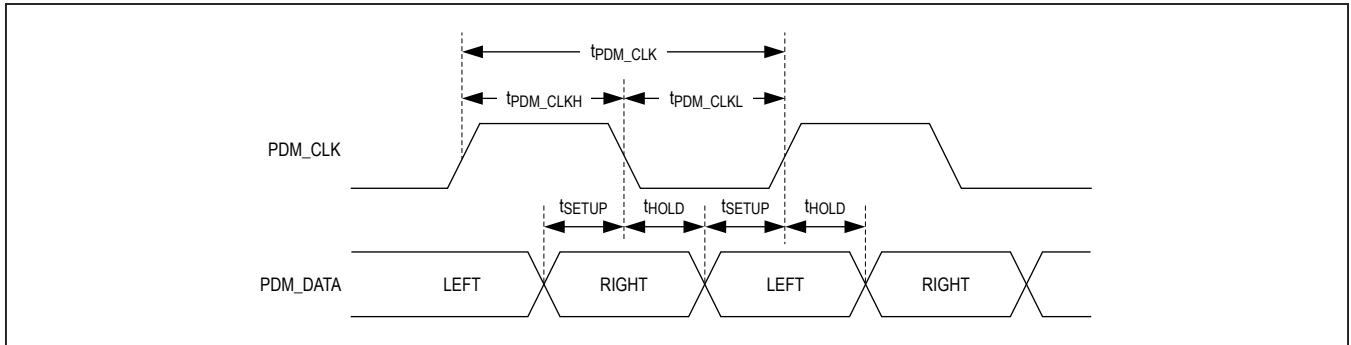 tPDM_CLK
tPDM_CLKH tPDM_CLKL
PDM_CLK
tSETUP tHOLD tSETUP tHOLD
PDM_DATA LEFT RIGHT LEFT RIGHT